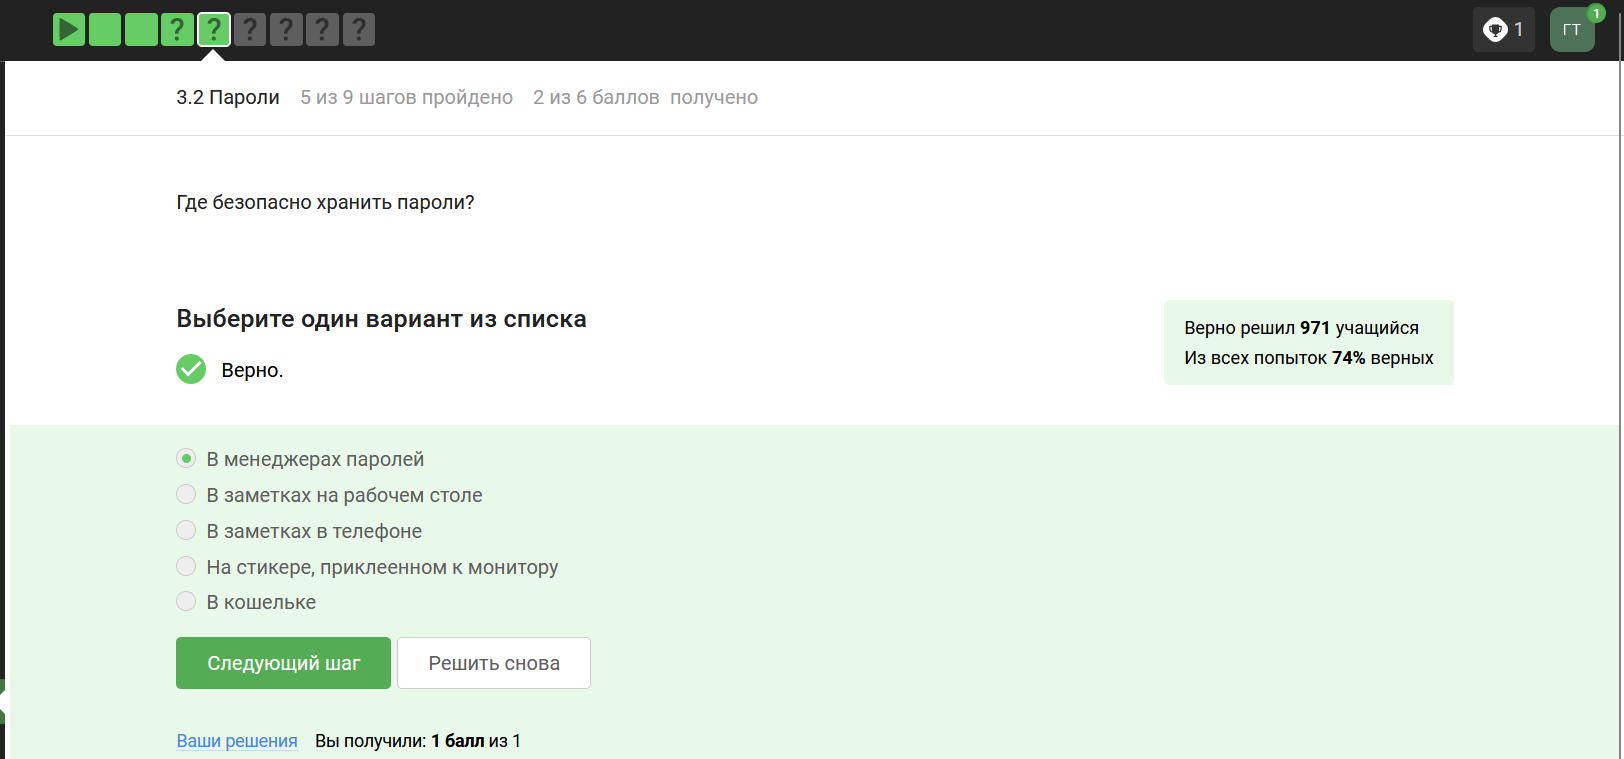 ? ? ? ? ? ?
1
ГТ
1
3.2 Пароли 5 из 9 шагов пройдено 2 из 6 баллов получено
Где безопасно хранить пароли?
Выберите один вариант из списка
Верно.
Верно решил 971 учащийся
Из всех попыток 74% верных
В менеджерах паролей
В заметках на рабочем столе
В заметках в телефоне
На стикере, приклеенном к монитору
В кошельке
Следующий шаг
Решить снова
Ваши решения Вы получили: 1 балл из 1